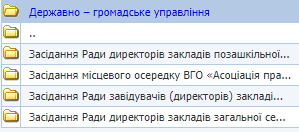 Державно – громадське управління
..
Засідання Ради директорів закладів позашкільної...
Засідання місцевого осередку ВГО «Асоціація пра...
Засідання Ради завідувачів (директорів) закладі...
Засідання Ради директорів закладів загальної се...